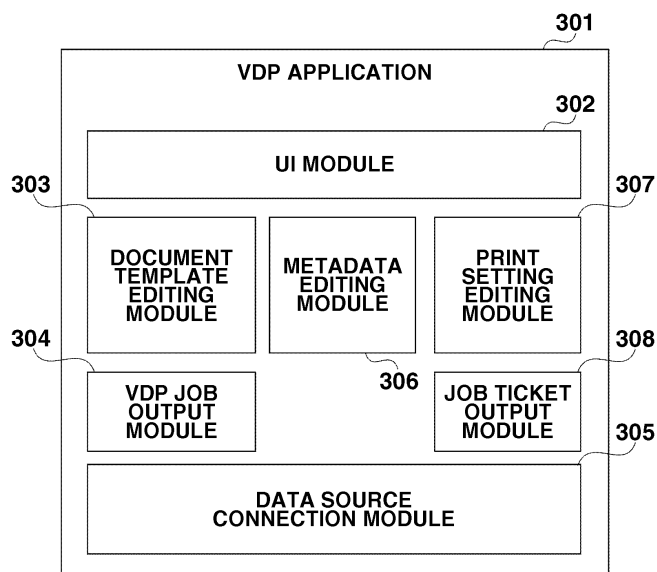 301
VDP APPLICATION
302
UI MODULE
303
307
DOCUMENT
TEMPLATE
EDITING
MODULE
METADATA
EDITING
MODULE
PRINT
SETTING
EDITING
MODULE
304
306
308
VDP JOB
OUTPUT
MODULE
JOB TICKET
OUTPUT
MODULE
305
DATA SOURCE
CONNECTION MODULE